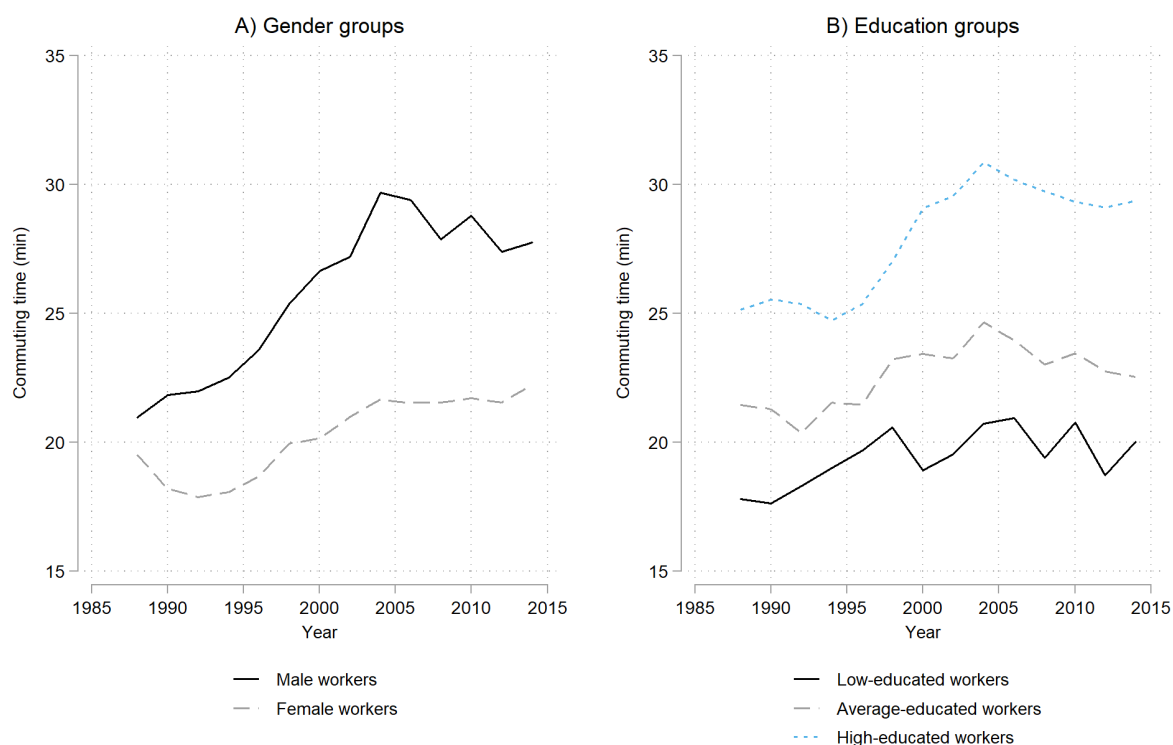 A) Gender groups
35
30
25
20
15
Commuting time (min)
1985 1990 1995 2000 2005 2010 2015
Year
Male workers
Female workers
B) Education groups
35
30
25
20
15
Commuting time (min)
1985 1990 1995 2000 2005 2010 2015
Year
Low-educated workers
Average-educated workers
High-educated workers